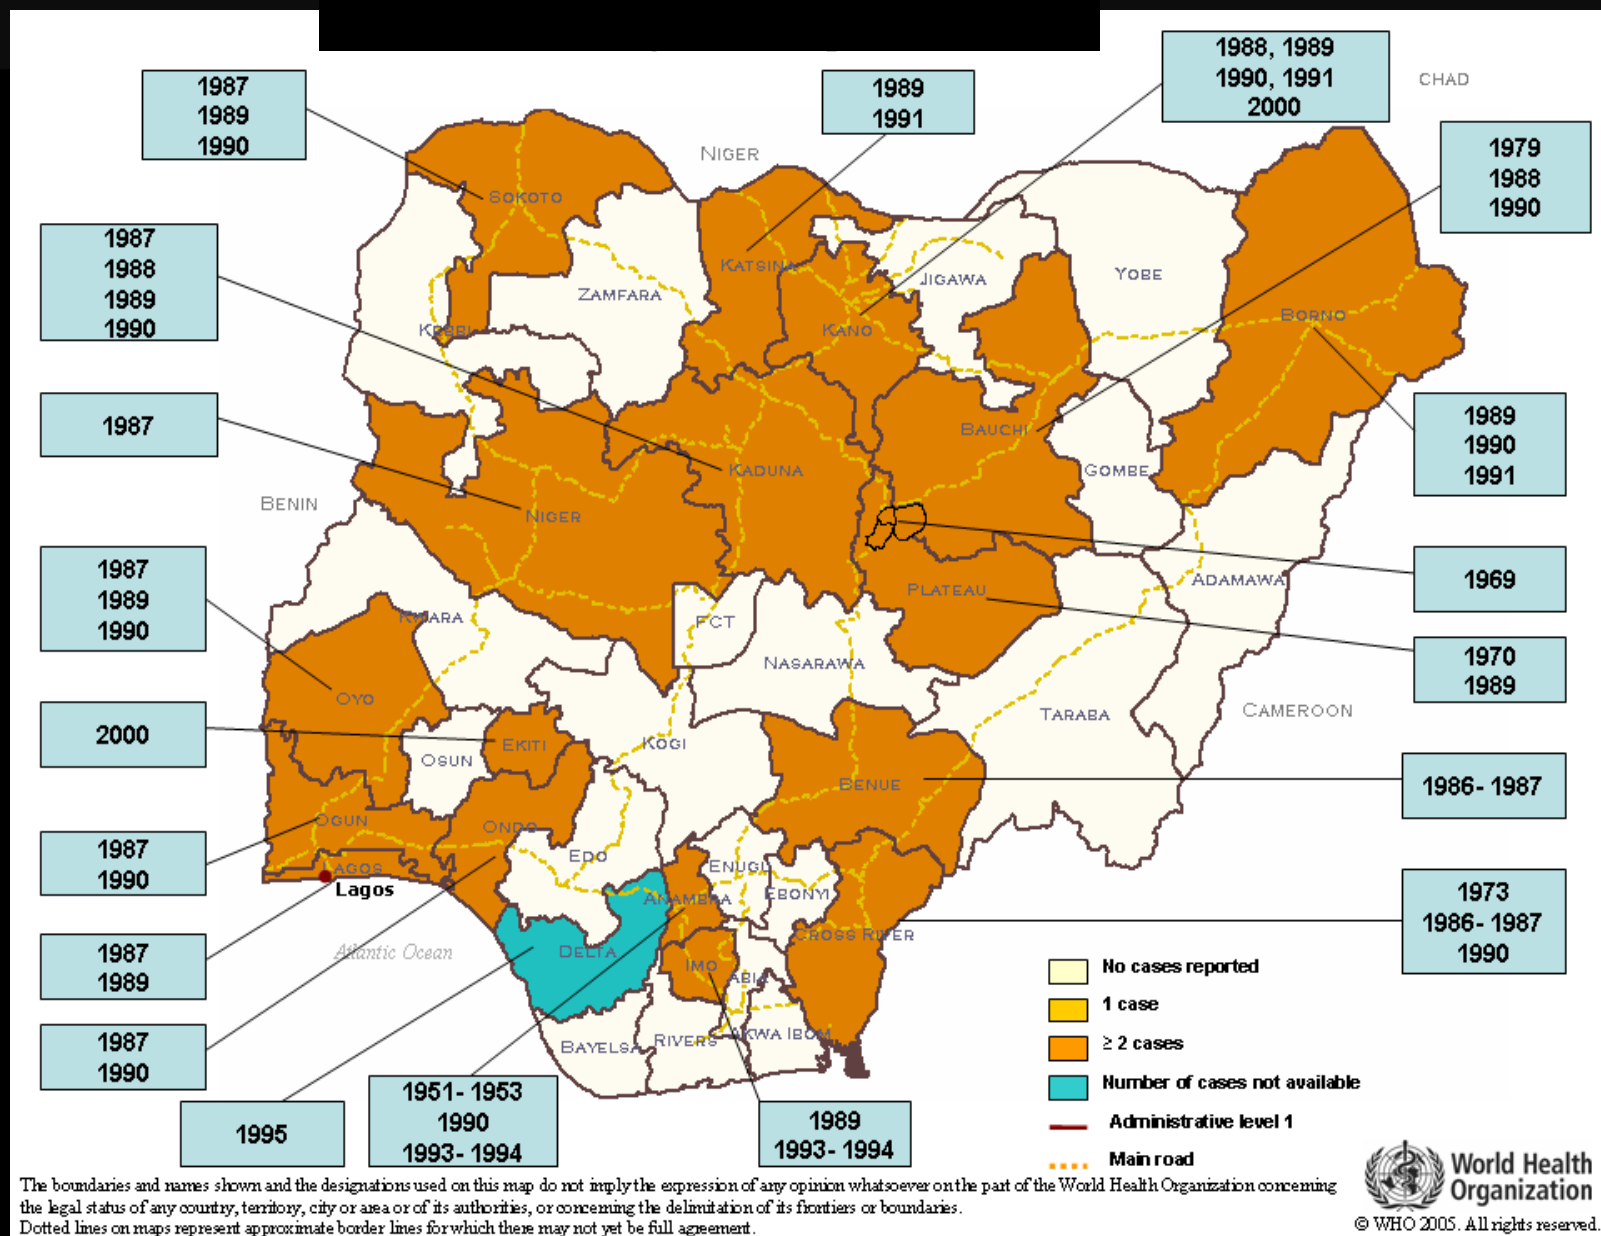 1988, 1989
1990, 1991
2000
CHAD
1987
1989
1990
1989
1991
NIGER
1979
1988
1990
SOKOTO
1987
1988
1989
1990
KATSINA
ZAMFARA
JIGAWA
YOBE
KEBBI
KANO
BORNO
1987
1989
1990
1991
BAUCHI
KADUNA
GOMBE
BENIN
NIGER
1987
1989
1990
1969
ADAMAWA
PLATEAU
KWARA
FCT
NASARAWA
1970
1989
OYO
2000
EKITI
OSUN
KOGI
TARABA
CAMEROON
BENUE
1986- 1987
OGUN
ONDO
1987
1990
EDO
ENUGU
EBONYI
LAGOS
Lagos
ANAMBRA
1973
1986- 1987
1990
CROSS RIVER
Atlantic Ocean
DELTA
IMO
ABIA
1987
1989
BAYELSA
RIVERS
AKWA IBOM
1987
1990
No cases reported
1 case
≥ 2 cases
Number of cases not available
Administrative level 1
Main road
1995
1951- 1953
1990
1993- 1994
1989
1993- 1994
World Health
Organization
The boundaries and names shown and the designations used on this map do not imply the expression of any opinion whatsoever on the part of the World Health Organization concerning
the legal status of any country, territory, city or area or of its authorities, or concerning the delimitation of its frontiers or boundaries.
Dotted lines on maps represent approximate border lines for which there may not yet be full agreement.
© WHO 2005. All rights reserved.